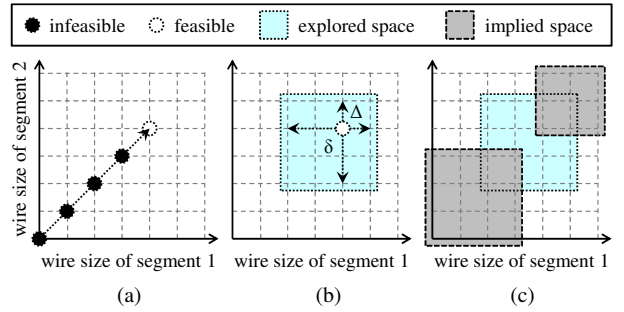 infeasible feasible explored space implied space
wire size of segment 2
wire size of segment 1
(a)
Δ
δ
wire size of segment 1
(b)
wire size of segment 1
(c)